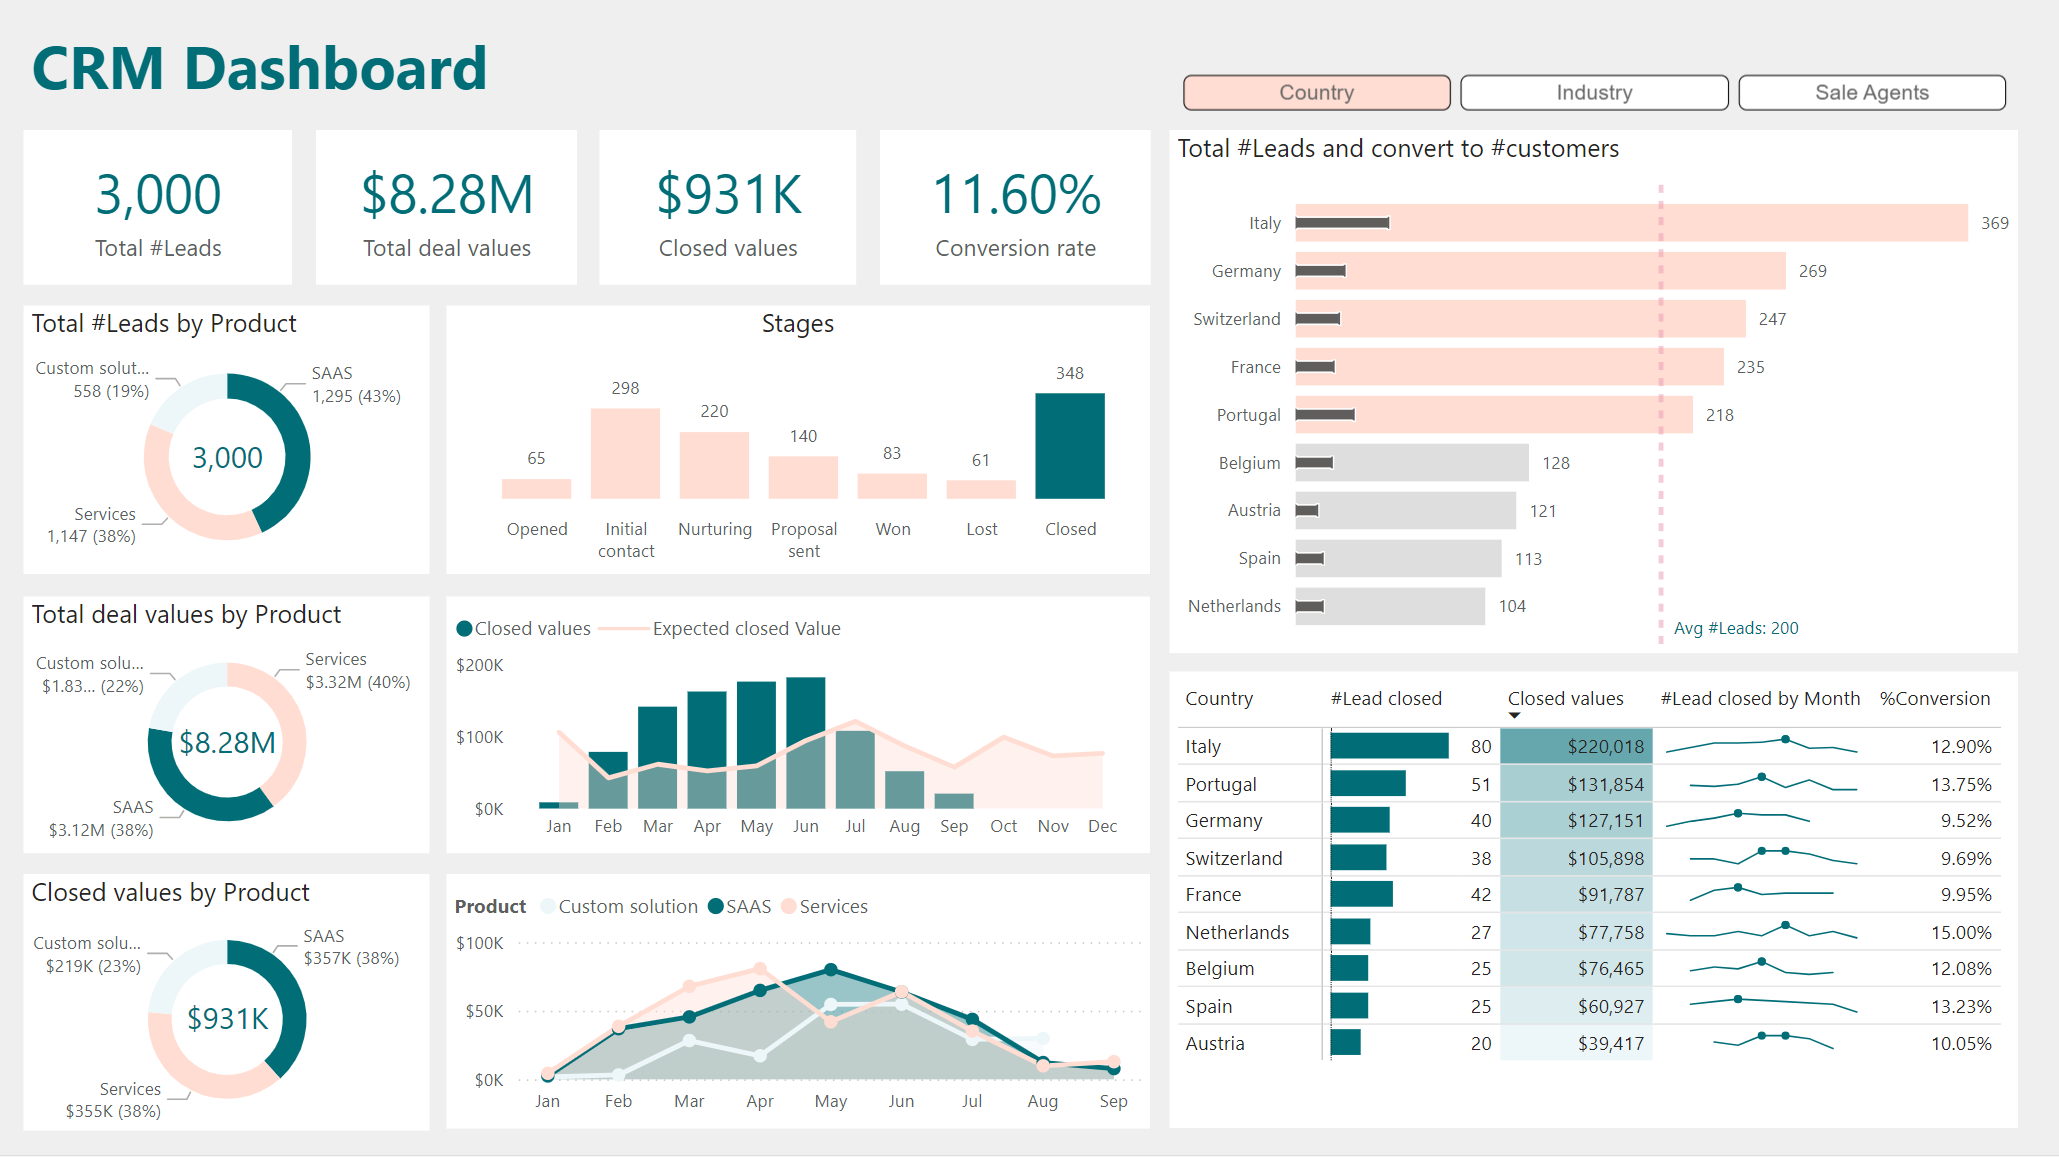 CRM Dashboard
Country
Industry
Sale Agents
3,000
Total #Leads
$8.28M
Total deal values
$931K
Closed values
11.60%
Conversion rate
Total #Leads by Product
Custom solut...
558 (19%)
SAAS
1,295 (43%)
3,000
Services
1,147 (38%)
Stages
65
298
220
140
83
61
348
Opened
Initial
contact
Nurturing
Proposal
sent
Won
Lost
Closed
Total deal values by Product
Custom solu...
$1.83... (22%)
Services
$3.32M (40%)
$8.28M
SAAS
$3.12M (38%)
Closed values
Expected closed Value
$200K
$100K
$0K
Jan Feb Mar Apr May Jun Jul Aug Sep Oct Nov Dec
Closed values by Product
Custom solu...
$219K (23%)
SAAS
$357K (38%)
$931K
Services
$355K (38%)
Product Custom solution SAAS Services
$100K
$50K
$0K
Jan Feb Mar Apr May Jun Jul Aug Sep
Total #Leads and convert to #customers
Italy 369
Germany 269
Switzerland 247
France 235
Portugal 218
Belgium 128
Austria 121
Spain 113
Netherlands 104
Avg #Leads: 200
Country #Lead closed Closed values #Lead closed by Month %Conversion
Italy 80 $220,018 12.90%
Portugal 51 $131,854 13.75%
Germany 40 $127,151 9.52%
Switzerland 38 $105,898 9.69%
France 42 $91,787 9.95%
Netherlands 27 $77,758 15.00%
Belgium 25 $76,465 12.08%
Spain 25 $60,927 13.23%
Austria 20 $39,417 10.05%